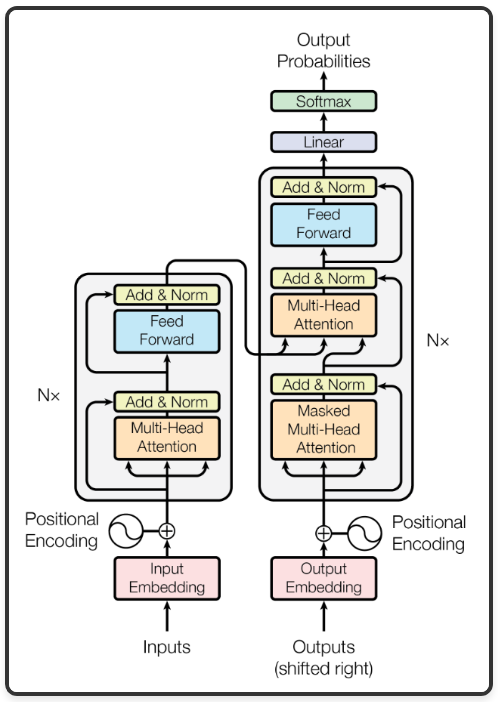 Output
Probabilities
Softmax
Linear
Add & Norm
Feed
Forward
Add & Norm
Multi-Head
Attention
Add & Norm
Masked
Multi-Head
Attention
Nx
Add & Norm
Feed
Forward
Add & Norm
Multi-Head
Attention
Nx
Positional
Encoding
Positional
Encoding
Input
Embedding
Output
Embedding
Inputs
Outputs
(shifted right)